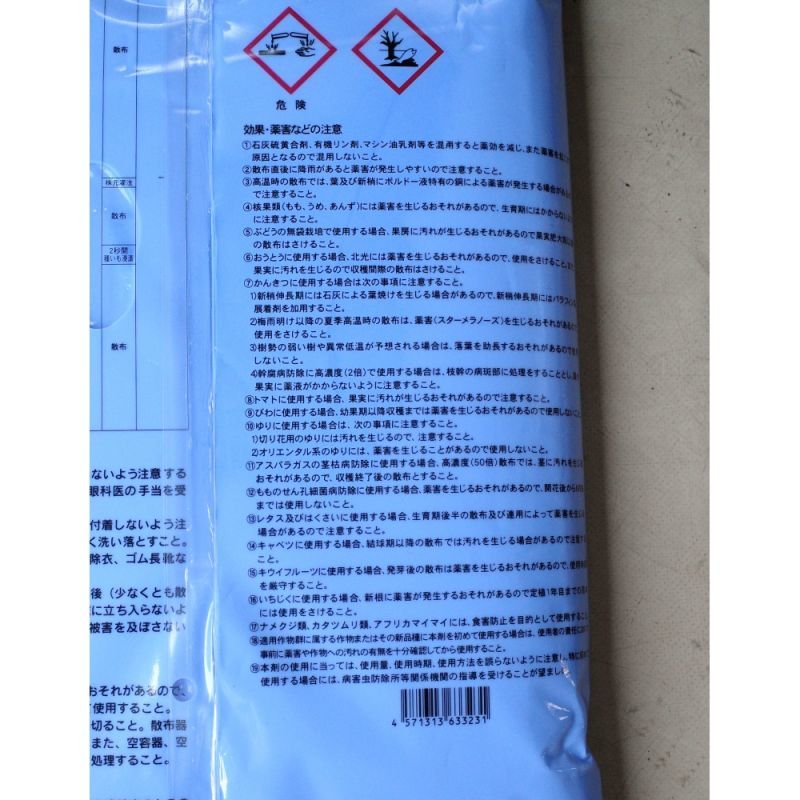 散布
株元灌注
散布
2秒間
種いも浸漬
散布
ないよう注意する
眼科医の手当を受
付着しないよう注
く洗い落とすこと。
除衣、ゴム長靴な
後（少なくとも散
に立ち入らないよ
被害を及ぼさない
おそれがあるので、
使用すること。
切ること。散布器
また、空容器、空
処理すること。
危険
効果・薬害などの注意
①石灰硫黄合剤、有機リン剤、マシン油乳剤等を混用すると薬効を減じ、また薬害を
原因となるので混用しないこと。
②散布直後に降雨があると薬害が発生しやすいので注意すること。
③高温時の散布では、葉及び新梢にボルドー液特有の銅による薬害が発生する場合がある
で注意すること。
④核果類（もも、うめ、あんず）には薬害を生じるおそれがあるので、生育期にはかからない
に注意すること。
⑤ぶどうの無袋栽培で使用する場合、果房に汚れが生じるおそれがあるので果実肥大
の散布はさけること。
⑥おうとうに使用する場合、北光には薬害を生じるおそれがあるので、使用をさけること。
果実に汚れを生じるので収穫間際の散布はさけること。
⑦かんきつに使用する場合は次の事項に注意すること。
1)新梢伸長期には石灰による葉焼けを生じる場合があるので、新梢伸長期にはパラフィン
展着剤を加用すること。
2)梅雨明け以降の夏季高温時の散布は、薬害（スターメラノーズ）を生じるおそれがあるので
使用をさけること。
3)樹勢の弱い樹や異常低温が予想される場合は、落葉を助長するおそれがあるので
しないこと。
4)幹腐病防除に高濃度（2倍）で使用する場合は、枝幹の病斑部に処理をすることとし、
果実に薬液がかからないように注意すること。
⑧トマトに使用する場合、果実に汚れが生じるおそれがあるので注意すること。
⑨びわに使用する場合、幼果期以降収穫までは薬害を生じるおそれがあるので使用しないこと。
⑩ゆりに使用する場合は、次の事項に注意すること。
1)切り花用のゆりには汚れを生じるので、注意すること。
2)オリエンタル系のゆりには、薬害を生じることがあるので使用しないこと。
⑪アスパラガスの茎枯病防除に使用する場合、高濃度（50倍）散布では、茎に汚れを生じる
おそれがあるので、収穫終了後の散布とすること。
⑫もものせん孔細菌病防除に使用する場合、薬害を生じるおそれがあるので、開花後から
までは使用しないこと。
⑬レタス及びはくさいに使用する場合、生育期後半の散布及び連用によって薬害を生じる
場合があるので注意すること。
⑭キャベツに使用する場合、結球期以降の散布では汚れを生じる場合があるので注意する
こと。
⑮キウイフルーツに使用する場合、発芽後の散布は薬害を生じるおそれがあるので、使用時期
を厳守すること。
⑯いちじくに使用する場合、新根に薬害が発生するおそれがあるので定植1年目までの
には使用をさけること。
⑰ナメクジ類、カタツムリ類、アフリカマイマイには、食害防止を目的として使用すること。
⑱適用作物群に属する作物またはその新品種に本剤を初めて使用する場合は、使用者の責任において
事前に薬害や作物への汚れの有無を十分確認してから使用すること。
⑲本剤の使用に当っては、使用量、使用時期、使用方法を誤らないように注意し、特に
使用する場合には、病害虫防除所等関係機関の指導を受けることが望ましい
4 571313 633231